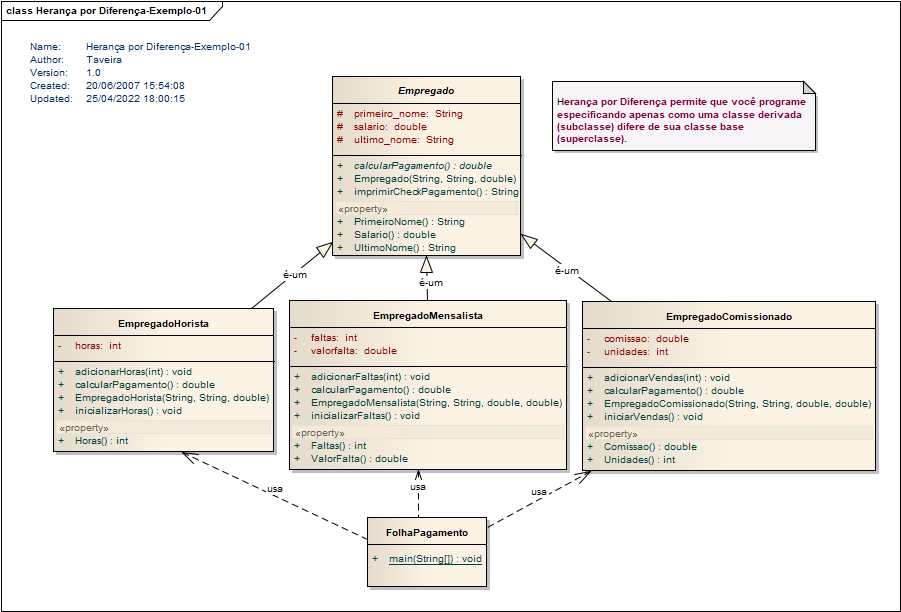 class Herança por Diferença-Exemplo-01
Name: Herança por Diferença-Exemplo-01
Author: Taveira
Version: 1.0
Created: 20/06/2007 15:54:08
Updated: 25/04/2022 18:00:15
Empregado
# primeiro_nome: String
# salario: double
# ultimo_nome: String
+ calcularPagamento() : double
+ Empregado(String, String, double)
+ imprimirCheckPagamento() : String
«property»
+ PrimeiroNome() : String
+ Salario() : double
+ UltimoNome() : String
Herança por Diferença permite que você programe
especificando apenas como uma classe derivada
(subclasse) difere de sua classe base
(superclasse).
é-um
é-um
é-um
EmpregadoHorista
- horas: int
+ adicionarHoras(int) : void
+ calcularPagamento() : double
+ EmpregadoHorista(String, String, double)
+ inicializarHoras() : void
«property»
+ Horas() : int
EmpregadoMensalista
- faltas: int
- valorfalta: double
+ adicionarFaltas(int) : void
+ calcularPagamento() : double
+ EmpregadoMensalista(String, String, double, double)
+ inicializarFaltas() : void
«property»
+ Faltas() : int
+ ValorFalta() : double
EmpregadoComissionado
- comissao: double
- unidades: int
+ adicionarVendas(int) : void
+ calcularPagamento() : double
+ EmpregadoComissionado(String, String, double, double)
+ iniciarVendas() : void
«property»
+ Comissao() : double
+ Unidades() : int
usa
usa
usa
FolhaPagamento
+ main(String[]) : void